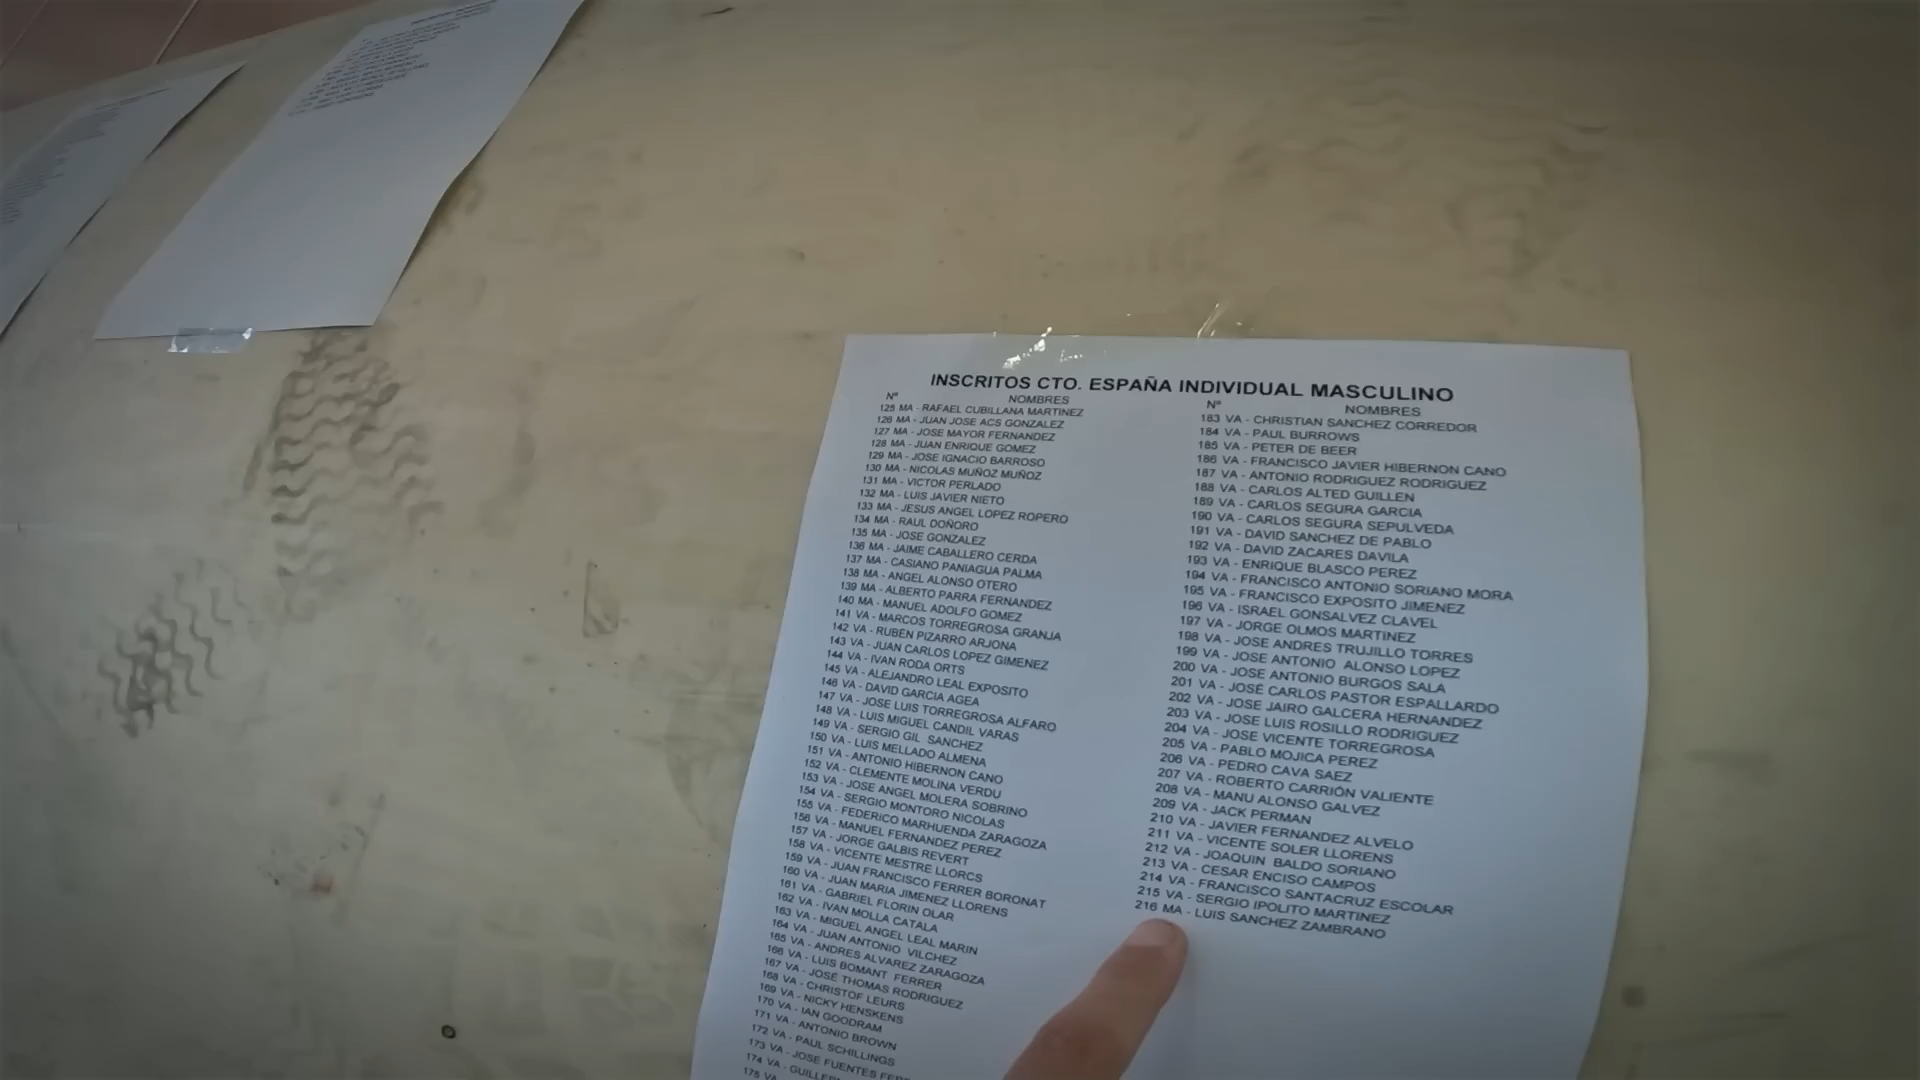 INSCRITOS CTO. ESPAÑA INDIVIDUAL MASCULINO
Nº NOMBRES
125 MA - RAFAEL CUBILLANA MARTINEZ
126 MA - JUAN JOSE ACS GONZALEZ
127 MA - JOSE MAYOR FERNANDEZ
128 MA - JUAN ENRIQUE GOMEZ
129 MA - JOSE IGNACIO BARROSO
130 MA - NICOLAS MUÑOZ MUÑOZ
131 MA - VICTOR PERLADO
132 MA - LUIS JAVIER NIETO
133 MA - JESUS ANGEL LOPEZ ROPERO
134 MA - RAUL DOÑORO
135 MA - JOSE GONZALEZ
136 MA - JAIME CABALLERO CERDA
137 MA - CASIANO PANIAGUA PALMA
138 MA - ANGEL ALONSO OTERO
139 MA - ALBERTO PARRA FERNANDEZ
140 MA - MANUEL ADOLFO GOMEZ
141 VA - MARCOS TORREGROSA GRANJA
142 VA - RUBEN PIZARRO ARJONA
143 VA - JUAN CARLOS LOPEZ GIMENEZ
144 VA - IVAN RODA ORTS
145 VA - ALEJANDRO LEAL EXPOSITO
146 VA - DAVID GARCIA AGEA
147 VA - JOSE LUIS TORREGROSA ALFARO
148 VA - LUIS MIGUEL CANDIL VARAS
149 VA - SERGIO GIL SANCHEZ
150 VA - LUIS MELLADO ALMENA
151 VA - ANTONIO HIBERNON CANO
152 VA - CLEMENTE MOLINA VERDU
153 VA - JOSE ANGEL MOLERA SOBRINO
154 VA - SERGIO MONTORO NICOLAS
155 VA - FEDERICO MARHUENDA ZARAGOZA
156 VA - MANUEL FERNANDEZ PEREZ
157 VA - JORGE GALBIS REVERT
158 VA - VICENTE MESTRE LLORCS
159 VA - JUAN FRANCISCO FERRER BORONAT
160 VA - JUAN MARIA JIMENEZ LLORENS
161 VA - GABRIEL FLORIN OLAR
162 VA - IVAN MOLLA CATALA
163 VA - MIGUEL ANGEL LEAL MARIN
164 VA - JUAN ANTONIO VILCHEZ
165 VA - ANDRES ALVAREZ ZARAGOZA
166 VA - LUIS BOMANT FERRER
167 VA - JOSÉ THOMAS RODRIGUEZ
168 VA - CHRISTOF LEURS
169 VA - NICKY HENSKENS
170 VA - IAN GOODRAM
171 VA - ANTONIO BROWN
172 VA - PAUL SCHILLINGS
173 VA - JOSE FUENTES
174 VA -
175 VA
Nº NOMBRES
183 VA - CHRISTIAN SANCHEZ CORREDOR
184 VA - PAUL BURROWS
185 VA - PETER DE BEER
186 VA - FRANCISCO JAVIER HIBERNON CANO
187 VA - ANTONIO RODRIGUEZ RODRIGUEZ
188 VA - CARLOS ALTED GUILLEN
189 VA - CARLOS SEGURA GARCIA
190 VA - CARLOS SEGURA SEPULVEDA
191 VA - DAVID SANCHEZ DE PABLO
192 VA - DAVID ZACARES DAVILA
193 VA - ENRIQUE BLASCO PEREZ
194 VA - FRANCISCO ANTONIO SORIANO MORA
195 VA - FRANCISCO EXPOSITO JIMENEZ
196 VA - ISRAEL GONSALVEZ CLAVEL
197 VA - JORGE OLMOS MARTINEZ
198 VA - JOSE ANDRES TRUJILLO TORRES
199 VA - JOSE ANTONIO ALONSO LOPEZ
200 VA - JOSE ANTONIO BURGOS SALA
201 VA - JOSÉ CARLOS PASTOR ESPALLARDO
202 VA - JOSE JAIRO GALCERA HERNANDEZ
203 VA - JOSE LUIS ROSILLO RODRIGUEZ
204 VA - JOSE VICENTE TORREGROSA
205 VA - PABLO MOJICA PEREZ
206 VA - PEDRO CAVA SAEZ
207 VA - ROBERTO CARRIÓN VALIENTE
208 VA - MANU ALONSO GALVEZ
209 VA - JACK PERMAN
210 VA - JAVIER FERNANDEZ ALVELO
211 VA - VICENTE SOLER LLORENS
212 VA - JOAQUIN BALDO SORIANO
213 VA - CESAR ENCISO CAMPOS
214 VA - FRANCISCO SANTACRUZ ESCOLAR
215 VA - SERGIO IPOLITO MARTINEZ
216 MA - LUIS SANCHEZ ZAMBRANO